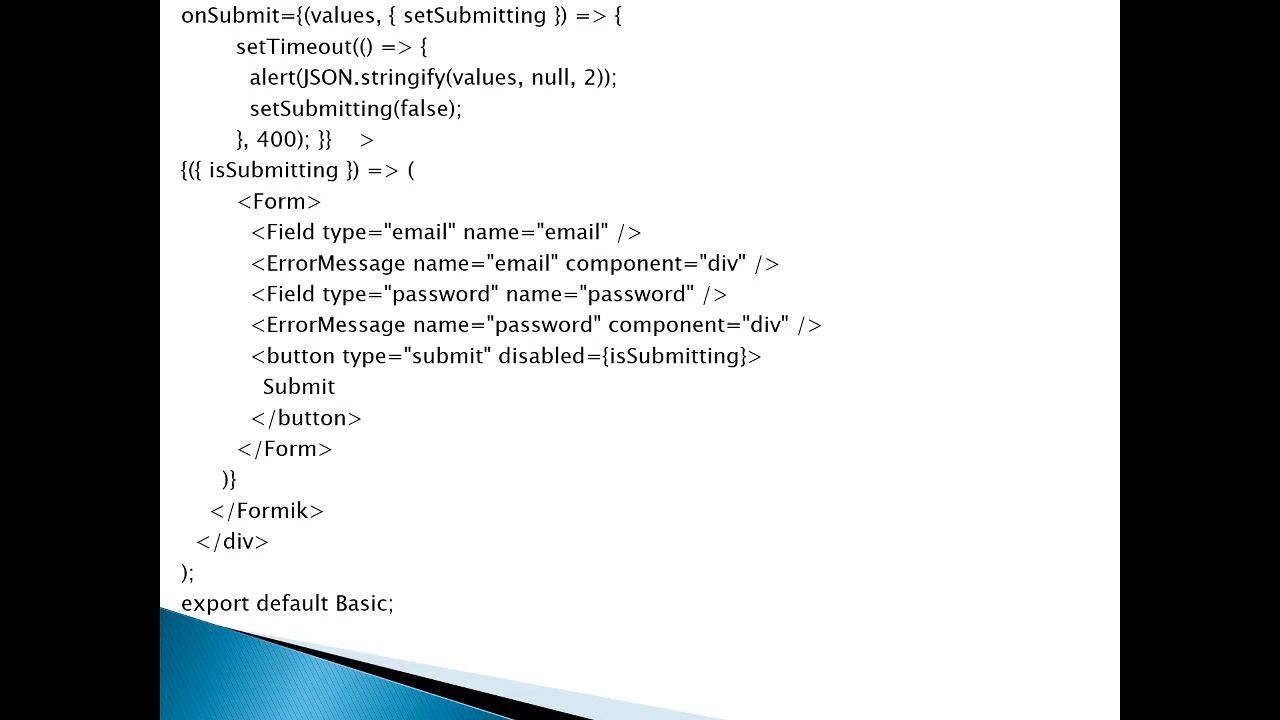 onSubmit={(values, { setSubmitting }) => {
setTimeout(() => {
alert(JSON.stringify(values, null, 2));
setSubmitting(false);
}, 400); }} >
{({ isSubmitting }) => (
<Form>
<Field type="email" name="email" />
<ErrorMessage name="email" component="div" />
<Field type="password" name="password" />
<ErrorMessage name="password" component="div" />
<button type="submit" disabled={isSubmitting}>
Submit
</button>
</Form>
)}
</Formik>
</div>
);
export default Basic;